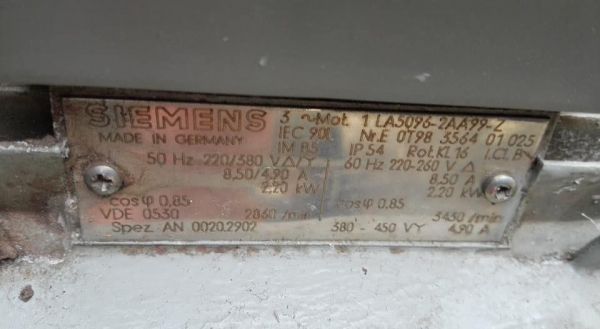 SIEMENS 3 ~Mot. 1 LA5096-2AA99-Z
MADE IN GERMANY IEC 90L Nr.E 0T98 3564 01 025
IM B5 IP 54 Rot.KL 16 I.Cl. B
50 Hz 220/380 V Δ/Y 60 Hz 220-260 V Δ
8,50/4,90 A 8,50 A
2,20 kW 2,20 kW
cos φ 0,85 cos φ 0,85
VDE 0530 2860 /min 3450 /min
Spez. AN 0020.2902 380 - 450 VY 4,90 A